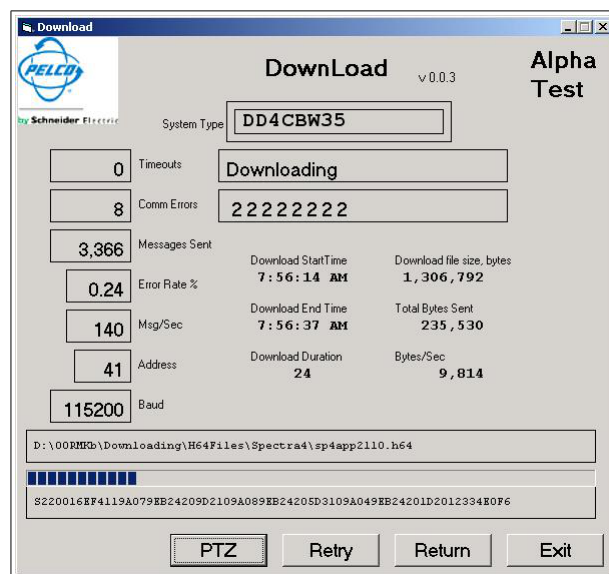 Download
PELCO
by Schneider Electric
DownLoad
v 0.0.3
Alpha
Test
System Type
DD4CBW35
0
Timeouts
Downloading
8
Comm Errors
22222222
3,366
Messages Sent
0.24
Error Rate %
140
Msg/Sec
41
Address
115200
Baud
Download StartTime
7:56:14 AM
Download file size, bytes
1,306,792
Download End Time
7:56:37 AM
Total Bytes Sent
235,530
Download Duration
24
Bytes/Sec
9,814
D:\00RMKb\Downloading\H64Files\Spectra4\sp4app2110.h64
S220016EF4119A079EB24209D2109A089EB24205D3109A049EB24201D2012334E0F6
PTZ
Retry
Return
Exit